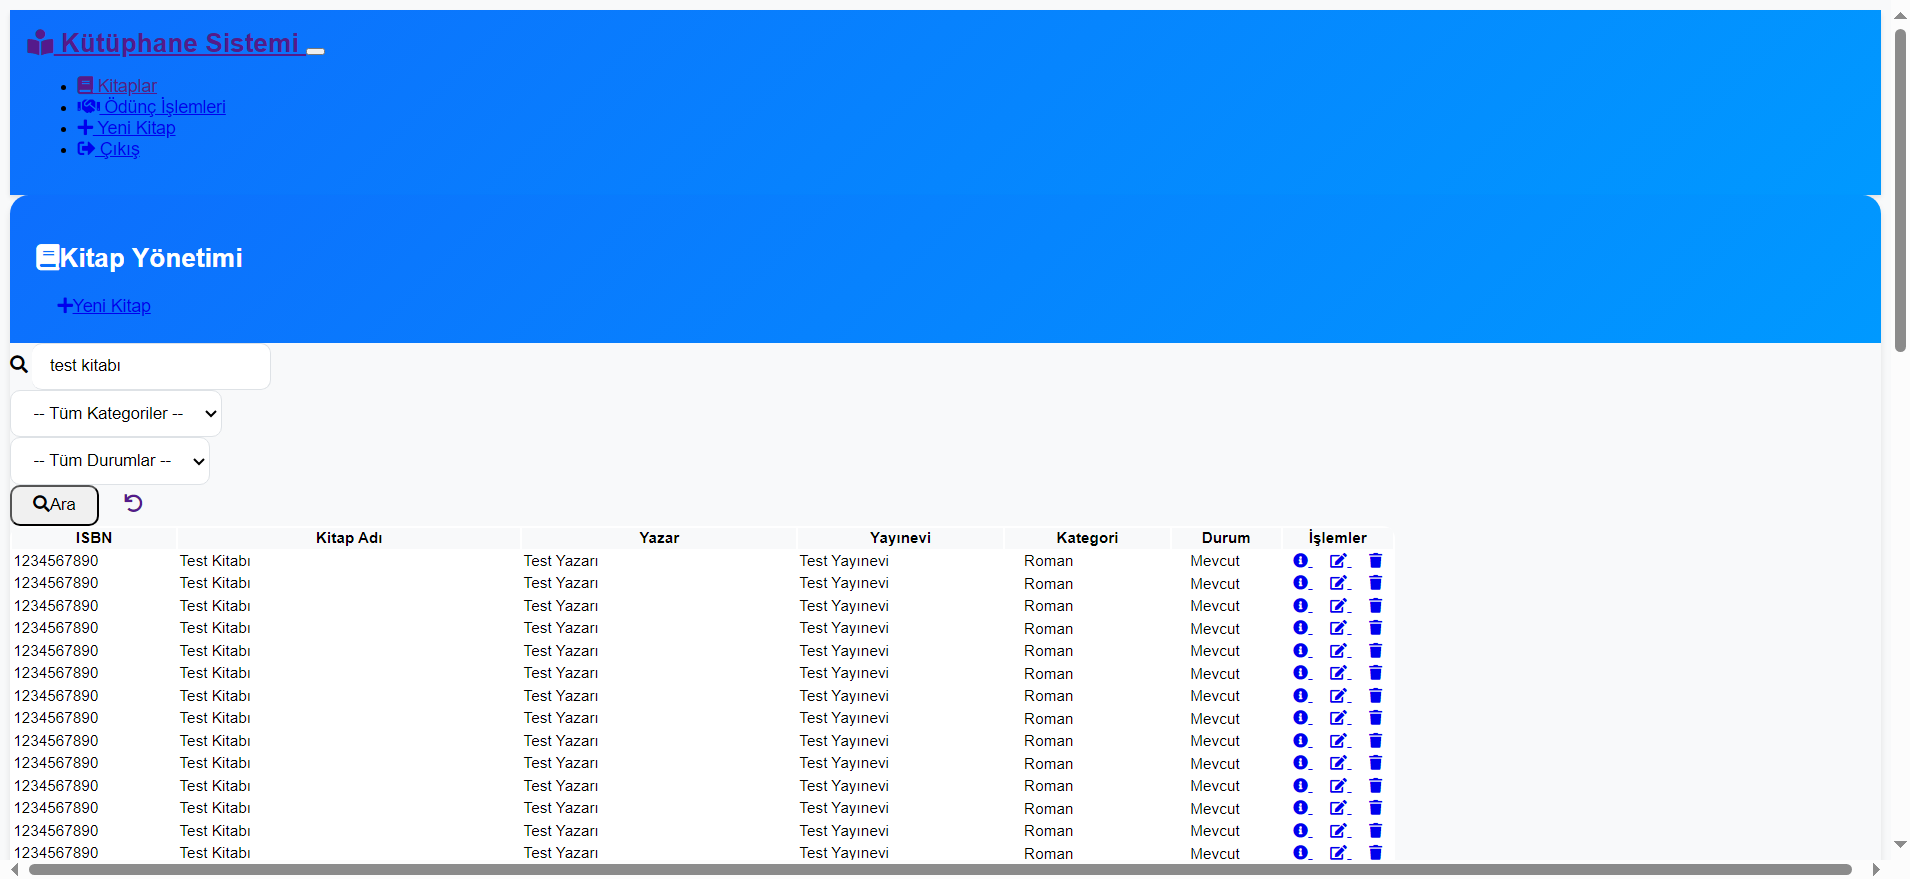 Kütüphane Sistemi
Kitaplar
Ödünç İşlemleri
Yeni Kitap
Çıkış
Kitap Yönetimi
Yeni Kitap
test kitabı
-- Tüm Kategoriler --
-- Tüm Durumlar --
Ara
ISBN Kitap Adı Yazar Yayınevi Kategori Durum İşlemler
1234567890 Test Kitabı Test Yazarı Test Yayınevi Roman Mevcut
1234567890 Test Kitabı Test Yazarı Test Yayınevi Roman Mevcut
1234567890 Test Kitabı Test Yazarı Test Yayınevi Roman Mevcut
1234567890 Test Kitabı Test Yazarı Test Yayınevi Roman Mevcut
1234567890 Test Kitabı Test Yazarı Test Yayınevi Roman Mevcut
1234567890 Test Kitabı Test Yazarı Test Yayınevi Roman Mevcut
1234567890 Test Kitabı Test Yazarı Test Yayınevi Roman Mevcut
1234567890 Test Kitabı Test Yazarı Test Yayınevi Roman Mevcut
1234567890 Test Kitabı Test Yazarı Test Yayınevi Roman Mevcut
1234567890 Test Kitabı Test Yazarı Test Yayınevi Roman Mevcut
1234567890 Test Kitabı Test Yazarı Test Yayınevi Roman Mevcut
1234567890 Test Kitabı Test Yazarı Test Yayınevi Roman Mevcut
1234567890 Test Kitabı Test Yazarı Test Yayınevi Roman Mevcut
1234567890 Test Kitabı Test Yazarı Test Yayınevi Roman Mevcut